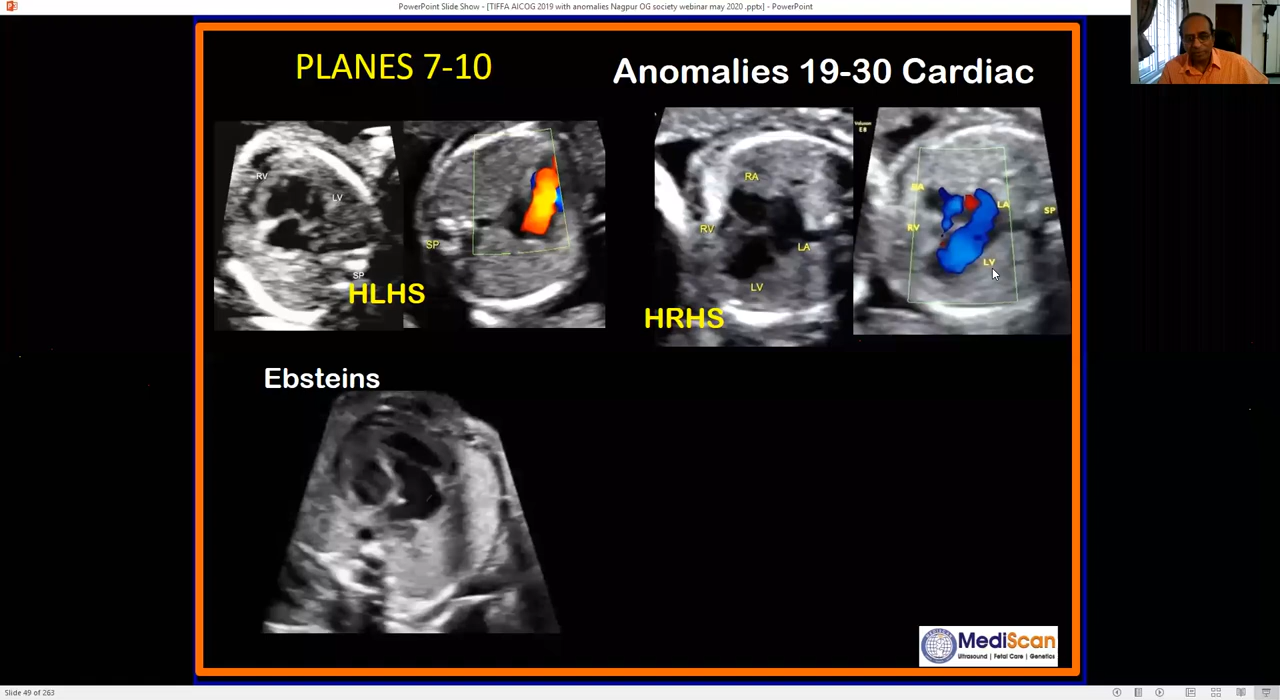 PowerPoint Slide Show - [TIFFA AICOG 2019 with anomalies Nagpur OG society webinar may 2020 .pptx] - PowerPoint
PLANES 7-10
Anomalies 19-30 Cardiac
RV
LV
SP
HLHS
SP
RA
RV
LA
LV
HRHS
Voluson
E8
RA
LA
SP
RV
LV
Ebsteins
MediScan
Ultrasound | Fetal Care | Genetics
Slide 49 of 263